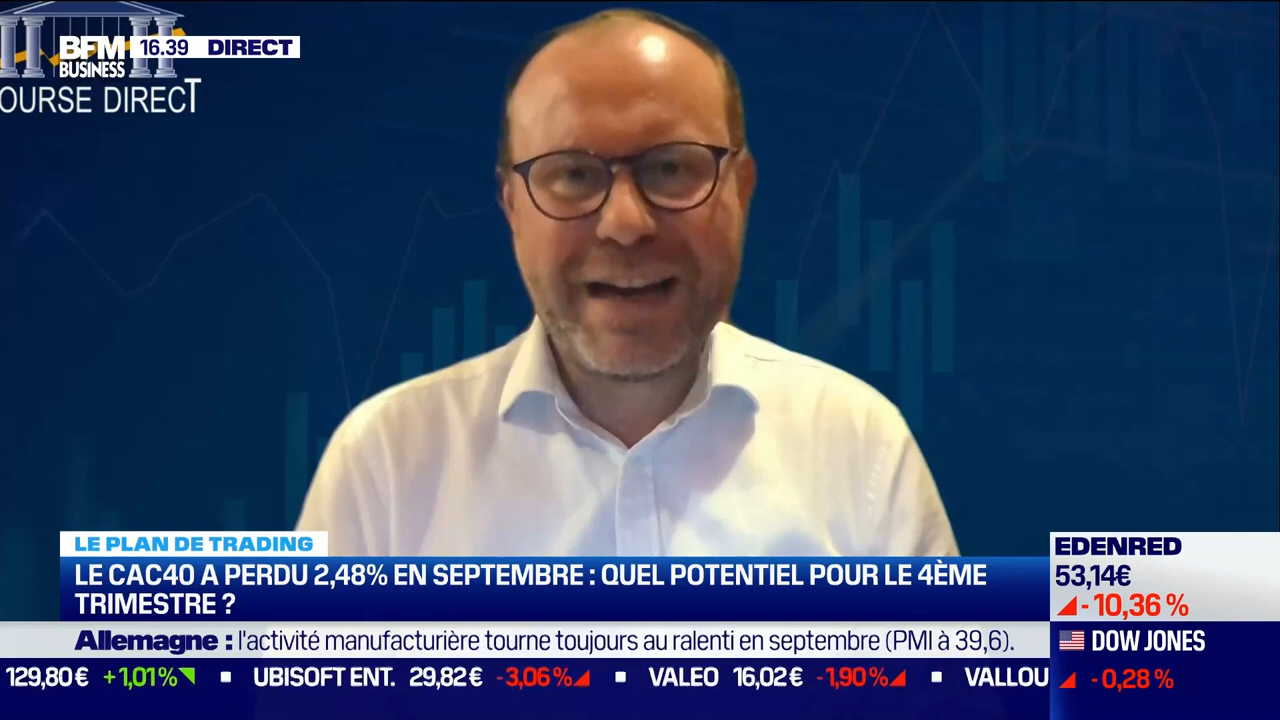 BFM
BUSINESS
16.39 DIRECT
OURSE DIRECT
LE PLAN DE TRADING
LE CAC40 A PERDU 2,48% EN SEPTEMBRE : QUEL POTENTIEL POUR LE 4ÈME
TRIMESTRE ?
Allemagne : l'activité manufacturière tourne toujours au ralenti en septembre (PMI à 39,6).
129,80€ +1,01% UBISOFT ENT. 29,82€ -3,06% VALEO 16,02€ -1,90% VALLOU
EDENRED
53,14€
-10,36%
DOW JONES
-0,28%